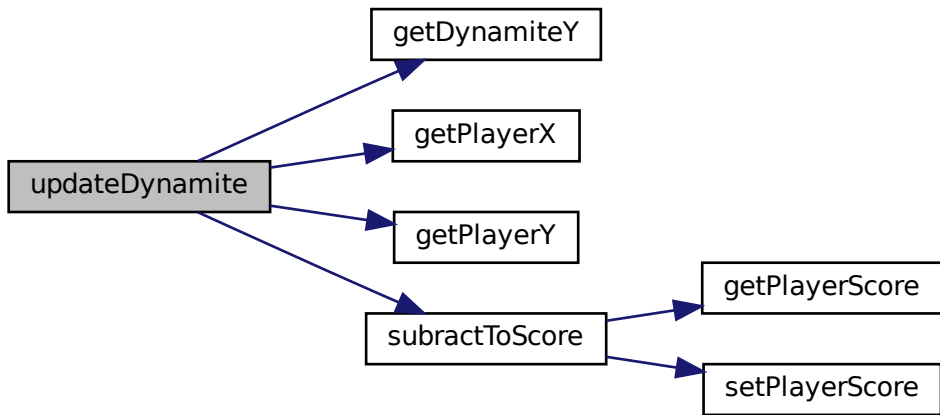 getDynamiteY
getPlayerX
updateDynamite
getPlayerY
getPlayerScore
subractToScore
setPlayerScore